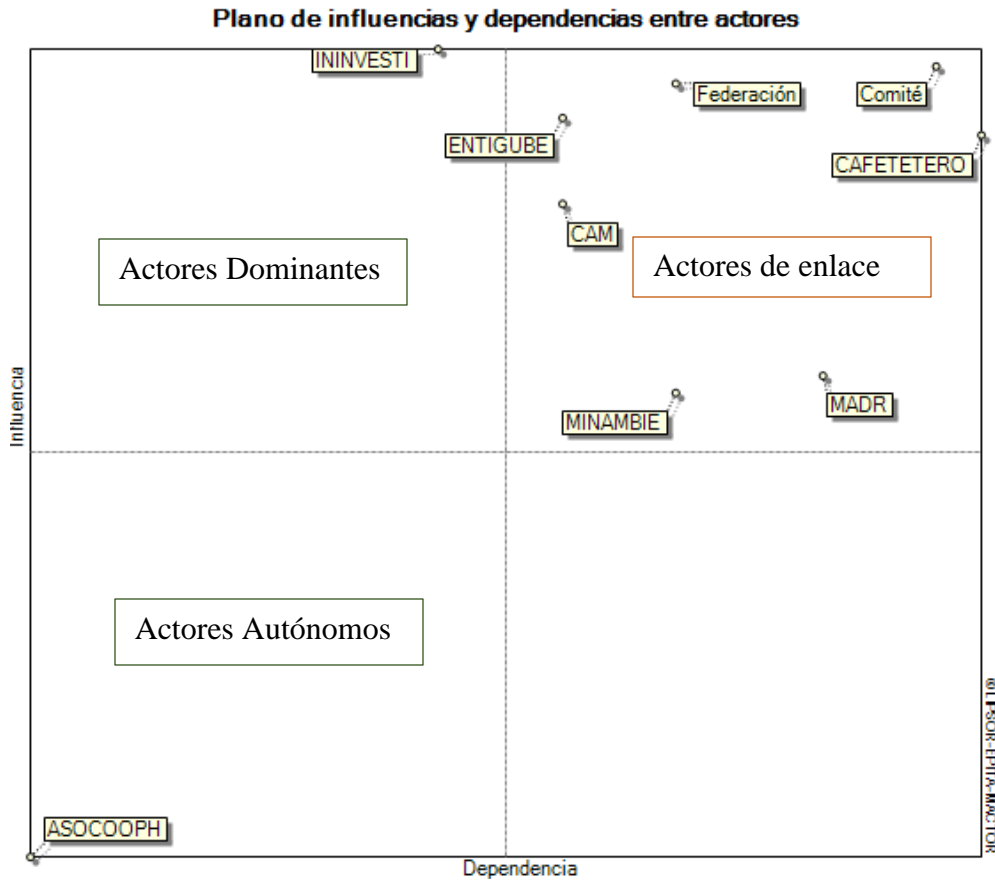 Plano de influencias y dependencias entre actores
ININVESTI
Federación
Comité
ENTIGUBE
CAFETETERO
CAM
Actores Dominantes
Actores de enlace
Influencia
MADR
MINAMBIE
Actores Autónomos
ASOCOOPH
Dependencia
©LIPSOR-EPITA-MACTOR